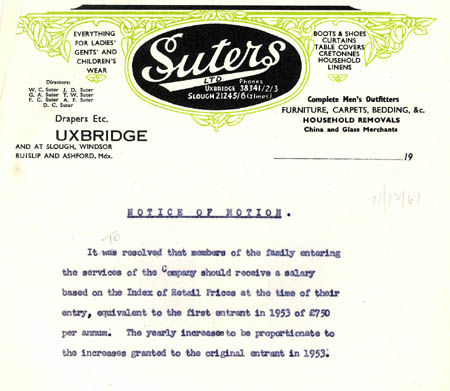 EVERYTHING
FOR LADIES'
GENTS' AND
CHILDREN'S
WEAR
Suters
LTD
Phones
UXBRIDGE 38341/2/3
SLOUGH 21245/6 (2 lines)
BOOTS & SHOES
CURTAINS
TABLE COVERS
CRETONNES
HOUSEHOLD
LINENS
Directors:
W. C. Suter J. D. Suter
G. A. Suter T. W. Suter
F. C. Suter A. F. Suter
D. C. Suter
Drapers Etc.
UXBRIDGE
AND AT SLOUGH, WINDSOR
RUISLIP AND ASHFORD, Mdx.
Complete Men's Outfitters
FURNITURE, CARPETS, BEDDING, &c.
HOUSEHOLD REMOVALS
China and Glass Merchants
19
11/12/61
NOTICE OF MOTION.
TO
It was resolved that members of the family entering
the services of the Company should receive a salary
based on the Index of Retail Prices at the time of their
entry, equivalent to the first entrant in 1953 of £750
per annum. The yearly increases to be proportionate to
the increases granted to the original entrant in 1953.